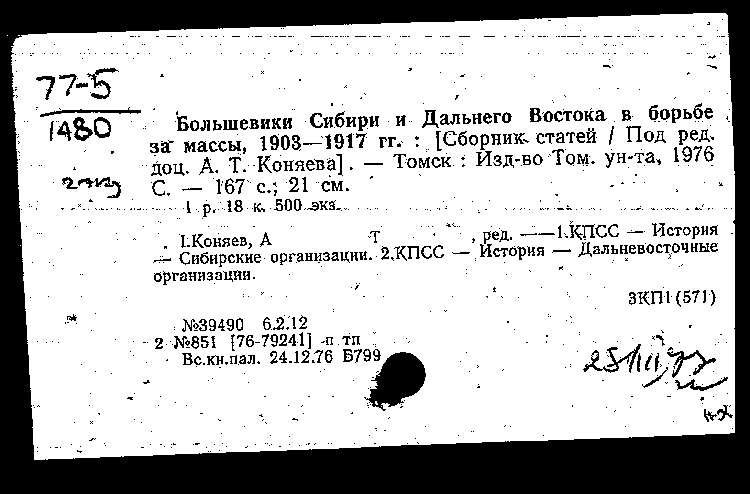 77-5
1480
Большевики Сибири и Дальнего Востока в борьбе
за массы, 1903—1917 гг. : [Сборник статей / Под ред.
доц. А. Т. Коняева]. — Томск : Изд-во Том. ун-та, 1976
С. — 167 с.; 21 см.
1 р. 18 к. 500 экз.
I.Коняев, А Т , ред. ——1.КПСС — История
— Сибирские организации. 2.КПСС — История — Дальневосточные
организации.
3КП1(571)
№39490 6.2.12
2 №851 [76-79241] п тп
Вс.кн.пал. 24.12.76 Б799